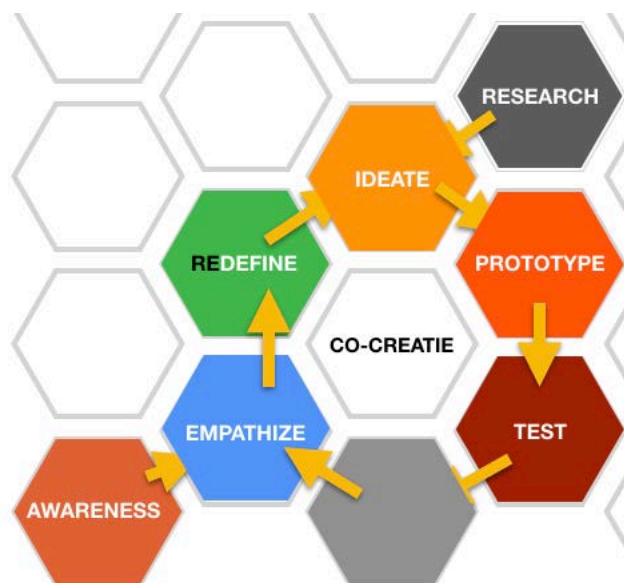 RESEARCH
IDEATE
REDEFINE
PROTOTYPE
CO-CREATIE
EMPATHIZE
TEST
AWARENESS